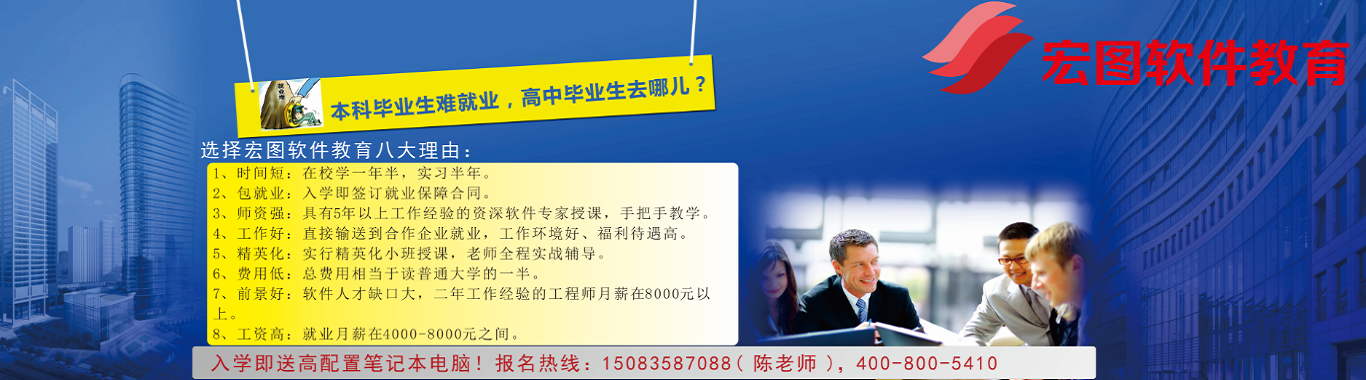 宏图软件教育
本科毕业生难就业，高中毕业生去哪儿？
选择宏图软件教育八大理由：
1、时间短：在校学一年半，实习半年。
2、包就业：入学即签订就业保障合同。
3、师资强：具有5年以上工作经验的资深软件专家授课，手把手教学。
4、工作好：直接输送到合作企业就业，工作环境好、福利待遇高。
5、精英化：实行精英化小班授课，老师全程实战辅导。
6、费用低：总费用相当于读普通大学的一半。
7、前景好：软件人才缺口大，二年工作经验的工程师月薪在8000元以
上。
8、工资高：就业月薪在4000-8000元之间。
入学即送高配置笔记本电脑！报名热线：15083587088（陈老师），400-800-5410